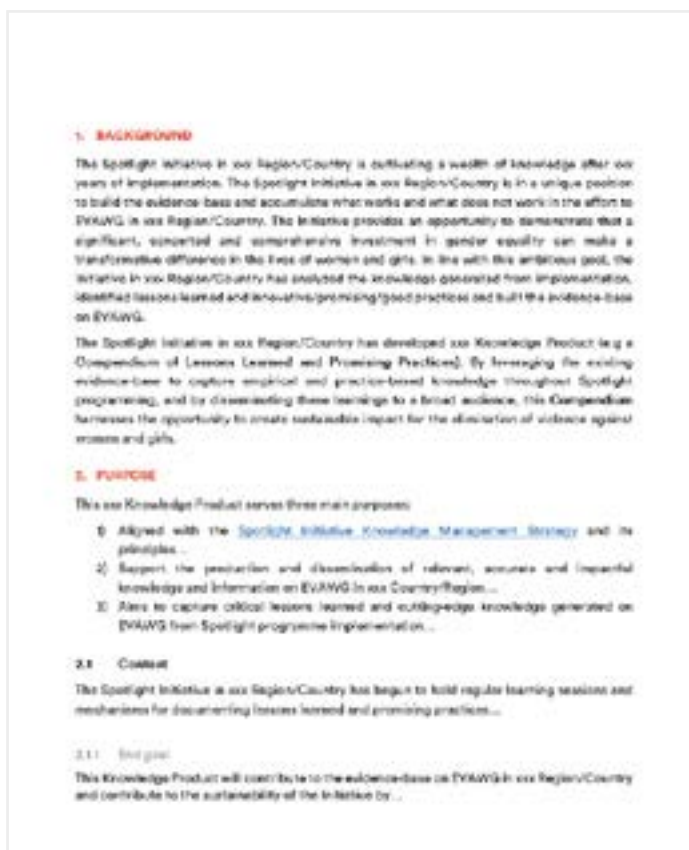 1. BACKGROUND
The Spotlight Initiative in xxx Region/Country is cultivating a wealth of knowledge after xxx
years of implementation. The Spotlight Initiative in xxx Region/Country is in a unique position
to build the evidence-base and accumulate what works and what does not work in the effort to
EVAWG in xxx Region/Country. The Initiative provides an opportunity to demonstrate that a
significant, concerted and comprehensive investment in gender equality can make a
transformative difference in the lives of women and girls. In line with this ambitious goal, the
Initiative in xxx Region/Country has analyzed the knowledge generated from implementation,
identified lessons learned and innovative/promising/good practices and built the evidence-base
on EVAWG.
The Spotlight Initiative in xxx Region/Country has developed xxx Knowledge Product (e.g a
Compendium of Lessons Learned and Promising Practices). By leveraging the existing
evidence-base to capture empirical and practice-based knowledge throughout Spotlight
programming, and by disseminating these learnings to a broad audience, this Compendium
harnesses the opportunity to create sustainable impact for the elimination of violence against
women and girls.
2. PURPOSE
This xxx Knowledge Product serves three main purposes:
1) Aligned with the Spotlight Initiative Knowledge Management Strategy and its
principles...
2) Support the production and dissemination of relevant, accurate and impactful
knowledge and information on EVAWG in xxx Country/Region...
3) Aims to capture critical lessons learned and cutting-edge knowledge generated on
EVAWG from Spotlight programme implementation...
2.1 Context
The Spotlight Initiative in xxx Region/Country has begun to hold regular learning sessions and
mechanisms for documenting lessons learned and promising practices...
2.1.1 End goal
This Knowledge Product will contribute to the evidence-base on EVAWG in xxx Region/Country
and contribute to the sustainability of the Initiative by...